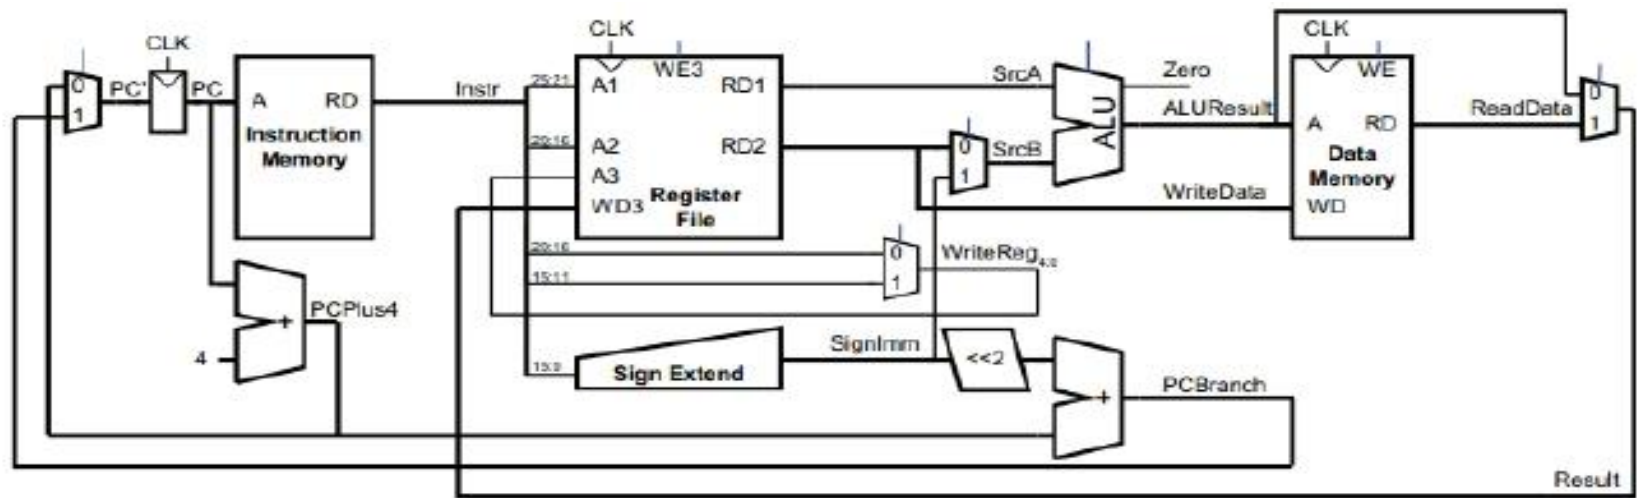 CLK
CLK
CLK
0
1
PC'
PC
A RD
Instruction
Memory
Instr
25:21
20:16
A1
A2
A3
WD3
WE3
RD1
RD2
Register
File
SrcA
0
1
SrcB
ALU
Zero
ALUResult
WriteData
WE
A RD
Data
Memory
WD
ReadData
0
1
20:16
15:11
0
1
WriteReg4:0
PCPlus4
+
4
15:0
Sign Extend
SignImm
<<2
+
PCBranch
Result